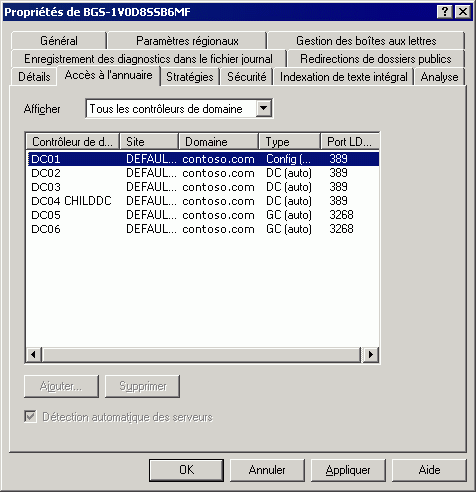 Propriétés de BGS-1V0D8SSB6MF
Général Paramètres régionaux Gestion des boîtes aux lettres
Enregistrement des diagnostics dans le fichier journal Redirections de dossiers publics
Détails Accès à l'annuaire Stratégies Sécurité Indexation de texte intégral Analyse
Afficher Tous les contrôleurs de domaine
Contrôleur de d... Site Domaine Type Port LD...
DC01 DEFAUL... contoso.com Config (... 389
DC02 DEFAUL... contoso.com DC (auto) 389
DC03 DEFAUL... contoso.com DC (auto) 389
DC04 CHILDDC DEFAUL... contoso.com DC (auto) 389
DC05 DEFAUL... contoso.com GC (auto) 3268
DC06 DEFAUL... contoso.com GC (auto) 3268
Ajouter... Supprimer
Détection automatique des serveurs
OK Annuler Appliquer Aide